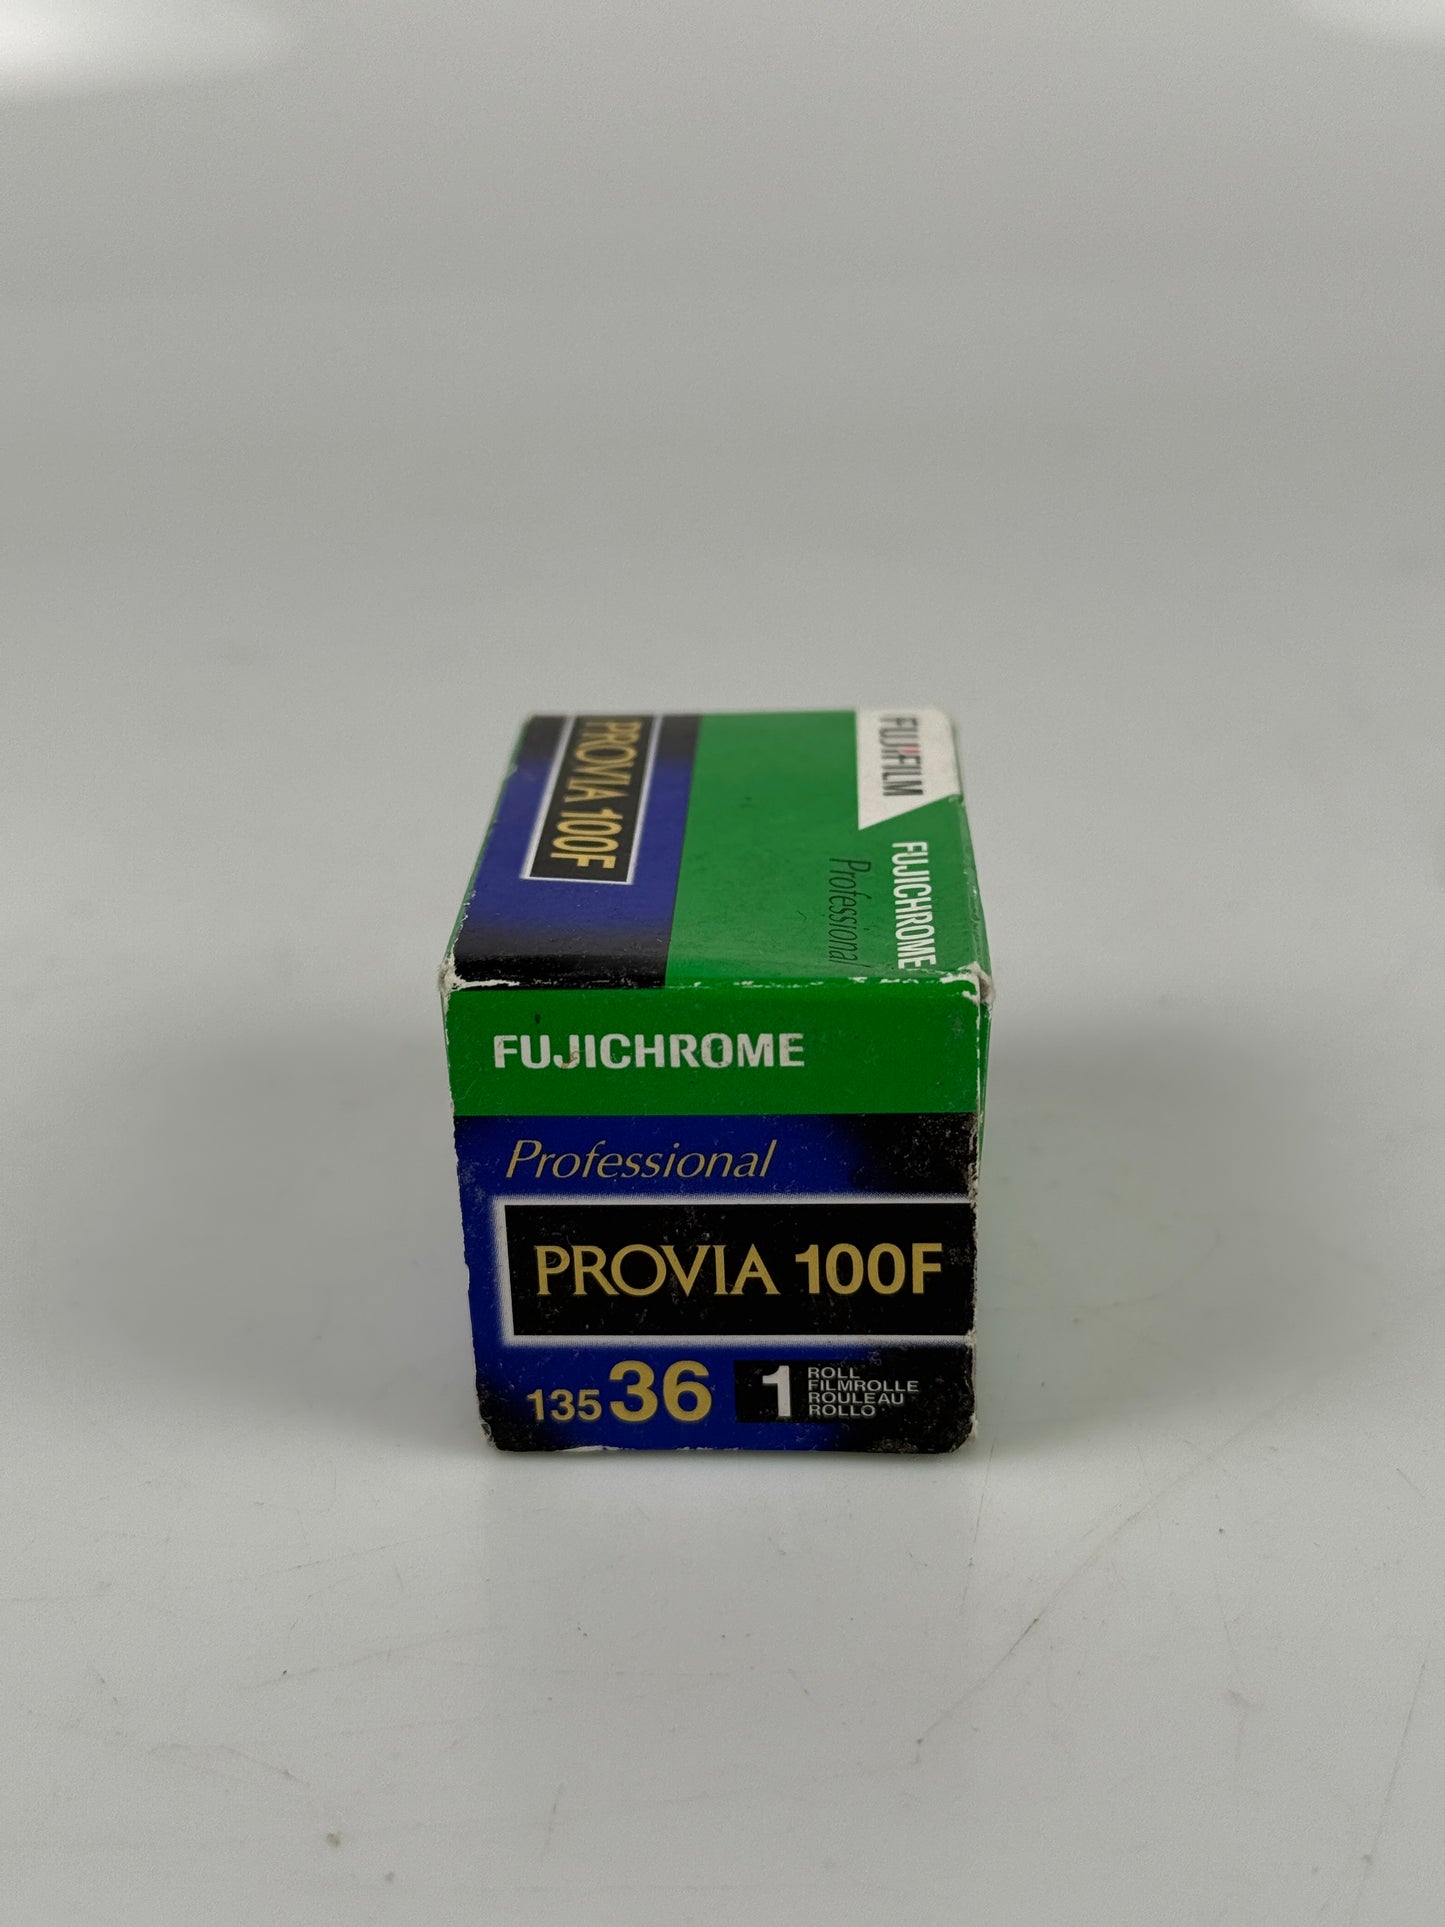 PROVIA 100F
FUJIFILM
FUJICHROME
Professional
FUJICHROME
Professional
PROVIA 100F
135 36 1 ROLL
FILMROLLE
ROULEAU
ROLLO